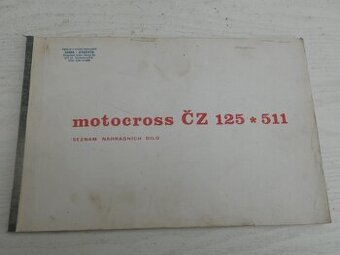 motocross ČZ 125 * 511
SEZNAM NÁHRADNÍCH DÍLŮ